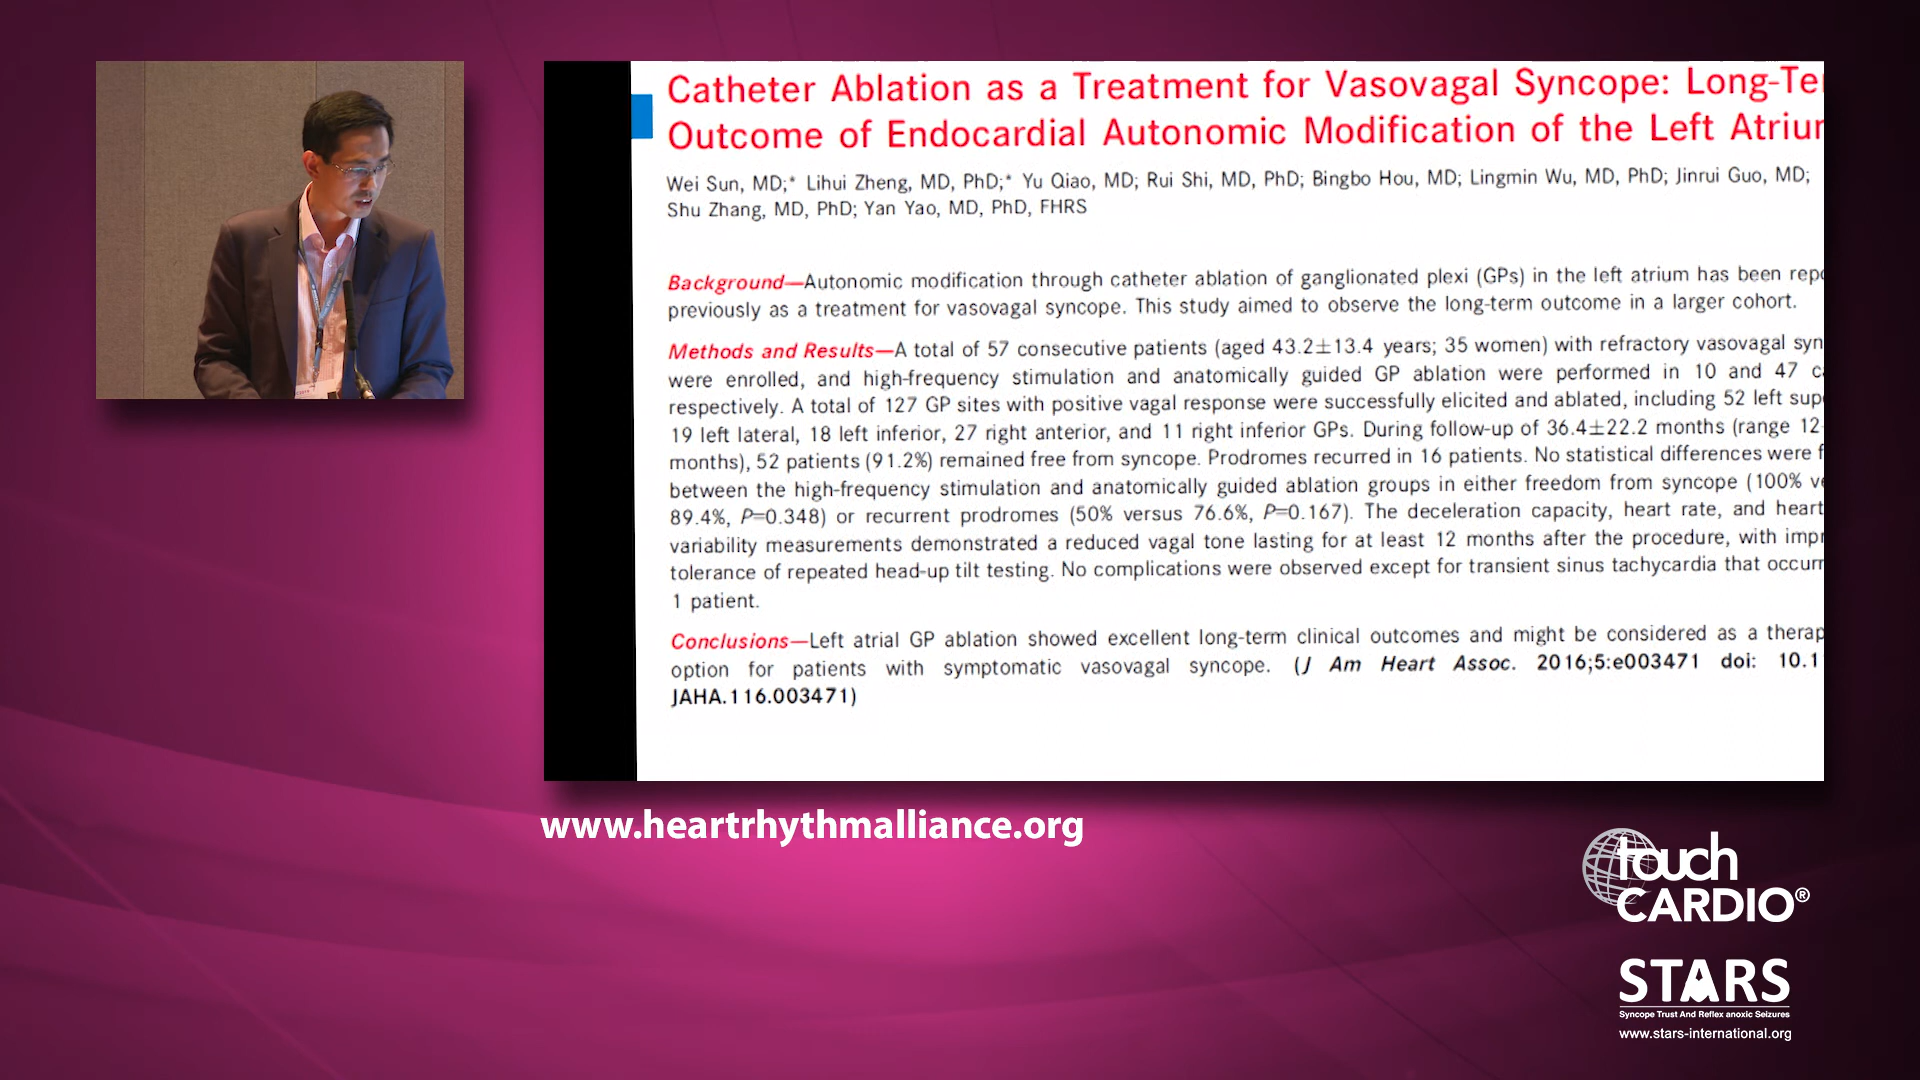 Catheter Ablation as a Treatment for Vasovagal Syncope: Long-Te
Outcome of Endocardial Autonomic Modification of the Left Atriu
Wei Sun, MD;* Lihui Zheng, MD, PhD;* Yu Qiao, MD; Rui Shi, MD, PhD; Bingbo Hou, MD; Lingmin Wu, MD, PhD; Jinrui Guo, MD;
Shu Zhang, MD, PhD; Yan Yao, MD, PhD, FHRS
Background—Autonomic modification through catheter ablation of ganglionated plexi (GPs) in the left atrium has been rep
previously as a treatment for vasovagal syncope. This study aimed to observe the long-term outcome in a larger cohort.
Methods and Results—A total of 57 consecutive patients (aged 43.2±13.4 years; 35 women) with refractory vasovagal syn
were enrolled, and high-frequency stimulation and anatomically guided GP ablation were performed in 10 and 47 c
respectively. A total of 127 GP sites with positive vagal response were successfully elicited and ablated, including 52 left sup
19 left lateral, 18 left inferior, 27 right anterior, and 11 right inferior GPs. During follow-up of 36.4±22.2 months (range 12
months), 52 patients (91.2%) remained free from syncope. Prodromes recurred in 16 patients. No statistical differences were f
between the high-frequency stimulation and anatomically guided ablation groups in either freedom from syncope (100% ve
89.4%, P=0.348) or recurrent prodromes (50% versus 76.6%, P=0.167). The deceleration capacity, heart rate, and heart
variability measurements demonstrated a reduced vagal tone lasting for at least 12 months after the procedure, with imp
tolerance of repeated head-up tilt testing. No complications were observed except for transient sinus tachycardia that occur
1 patient.
Conclusions—Left atrial GP ablation showed excellent long-term clinical outcomes and might be considered as a therap
option for patients with symptomatic vasovagal syncope. (J Am Heart Assoc. 2016;5:e003471 doi: 10.1
JAHA.116.003471)
www.heartrhythmalliance.org
touch
CARDIO®
STARS
Syncope Trust And Reflex anoxic Seizures
www.stars-international.org